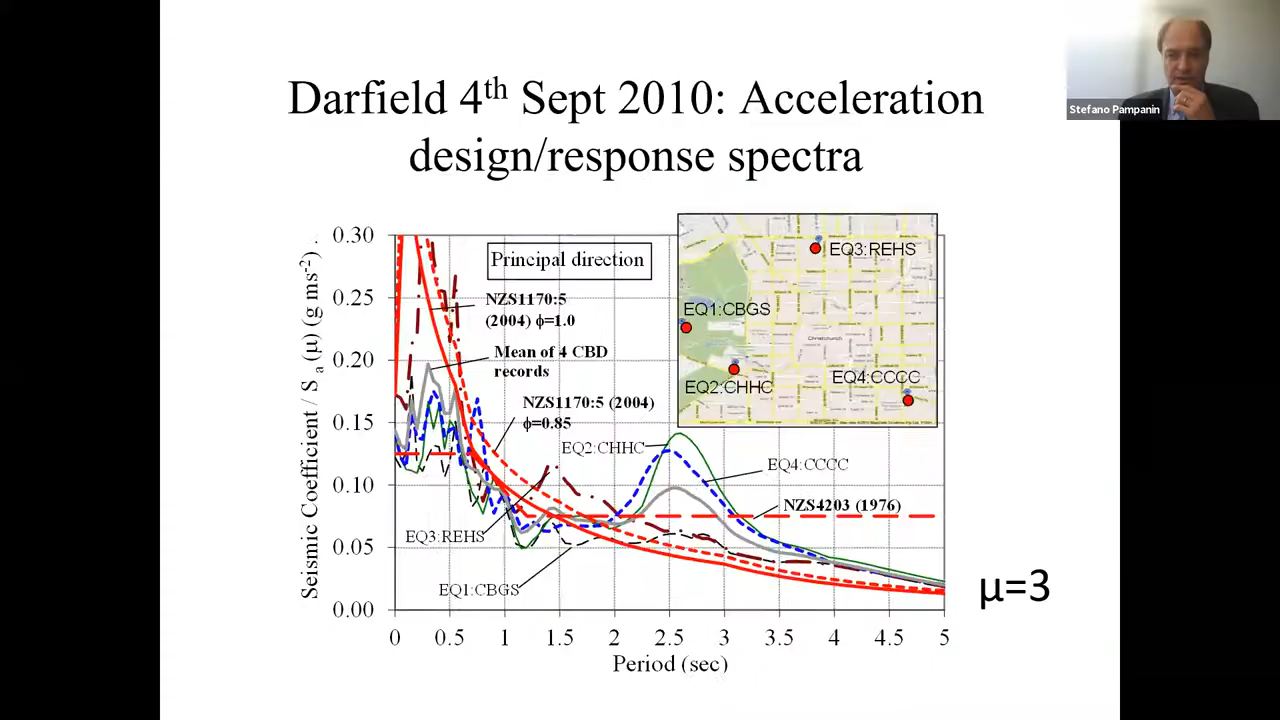 Darfield 4th Sept 2010: Acceleration
design/response spectra
Stefano Pampanin
Seismic Coefficient / S a (μ) (g ms-2) .
0.30
0.25
0.20
0.15
0.10
0.05
0.00
Principal direction
NZS1170:5
(2004) ϕ=1.0
Mean of 4 CBD
records
NZS1170:5 (2004)
ϕ=0.85
EQ2:CHHC
EQ4:CCCC
NZS4203 (1976)
EQ3:REHS
EQ1:CBGS
EQ3:REHS
EQ1:CBGS
EQ2:CHHC
EQ4:CCCC
Christchurch
0 0.5 1 1.5 2 2.5 3 3.5 4 4.5 5
Period (sec)
μ=3